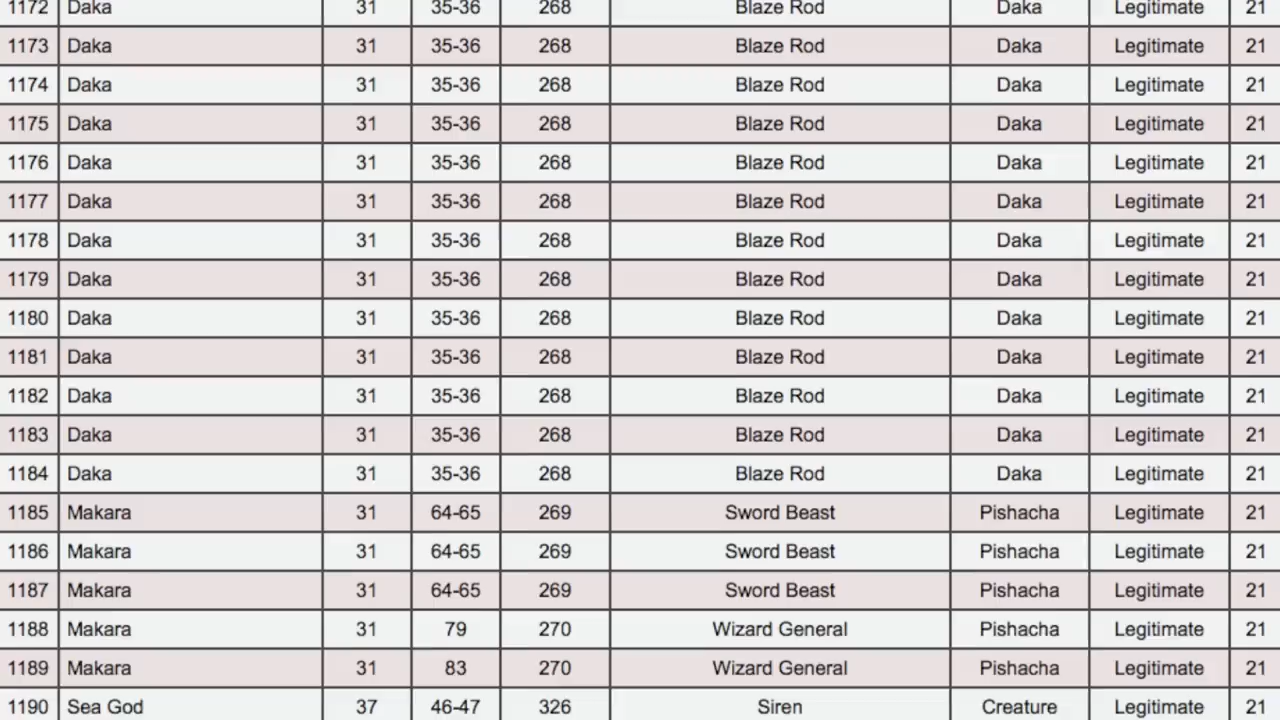 1172 Daka 31 35-36 268 Blaze Rod Daka Legitimate 21
1173 Daka 31 35-36 268 Blaze Rod Daka Legitimate 21
1174 Daka 31 35-36 268 Blaze Rod Daka Legitimate 21
1175 Daka 31 35-36 268 Blaze Rod Daka Legitimate 21
1176 Daka 31 35-36 268 Blaze Rod Daka Legitimate 21
1177 Daka 31 35-36 268 Blaze Rod Daka Legitimate 21
1178 Daka 31 35-36 268 Blaze Rod Daka Legitimate 21
1179 Daka 31 35-36 268 Blaze Rod Daka Legitimate 21
1180 Daka 31 35-36 268 Blaze Rod Daka Legitimate 21
1181 Daka 31 35-36 268 Blaze Rod Daka Legitimate 21
1182 Daka 31 35-36 268 Blaze Rod Daka Legitimate 21
1183 Daka 31 35-36 268 Blaze Rod Daka Legitimate 21
1184 Daka 31 35-36 268 Blaze Rod Daka Legitimate 21
1185 Makara 31 64-65 269 Sword Beast Pishacha Legitimate 21
1186 Makara 31 64-65 269 Sword Beast Pishacha Legitimate 21
1187 Makara 31 64-65 269 Sword Beast Pishacha Legitimate 21
1188 Makara 31 79 270 Wizard General Pishacha Legitimate 21
1189 Makara 31 83 270 Wizard General Pishacha Legitimate 21
1190 Sea God 37 46-47 326 Siren Creature Legitimate 21